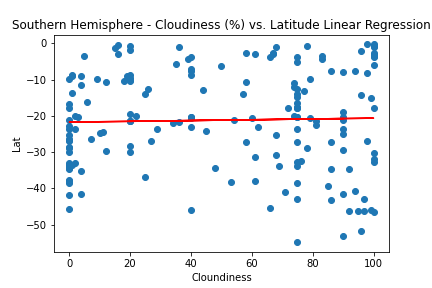 Southern Hemisphere - Cloudiness (%) vs. Latitude Linear Regression
0
−10
−20
−30
−40
−50
Lat
0 20 40 60 80 100
Cloundiness